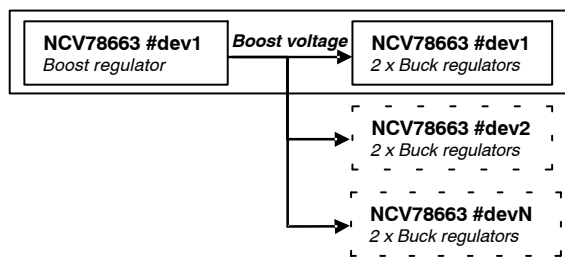 NCV78663 #dev1
Boost regulator
Boost voltage
NCV78663 #dev1
2 x Buck regulators
NCV78663 #dev2
2 x Buck regulators
NCV78663 #devN
2 x Buck regulators